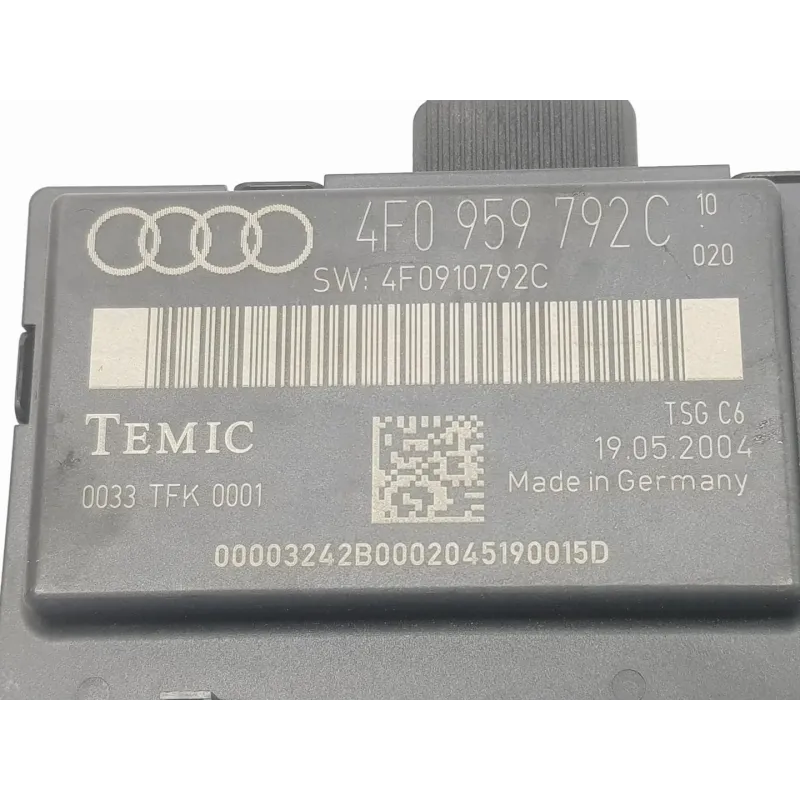 4F0 959 792 C 10
020
SW: 4F0910792C
TEMIC
TSG C6
19.05.2004
0033 TFK 0001
Made in Germany
00003242B0002045190015D